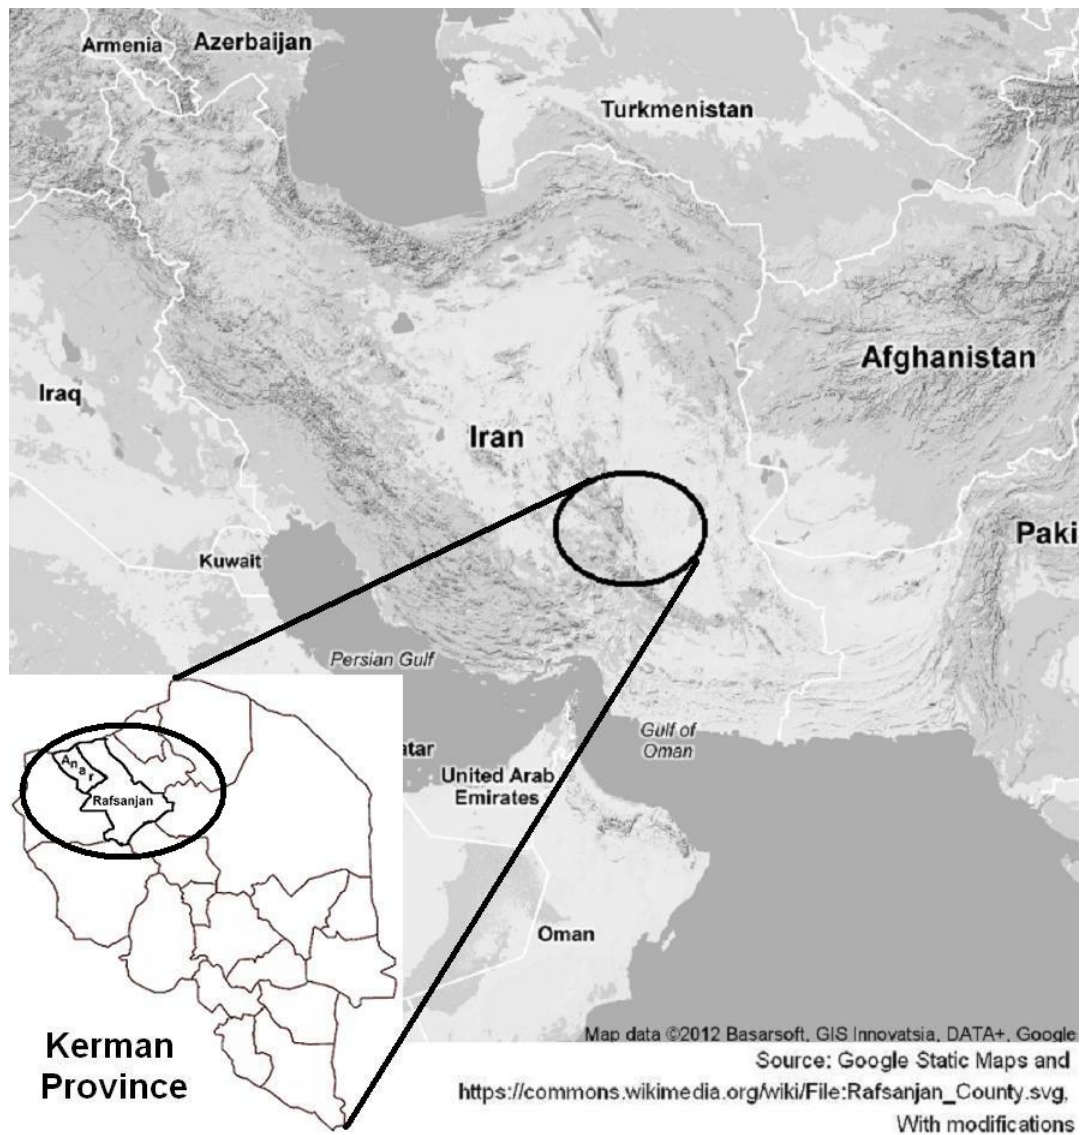 Armenia
Azerbaijan
Turkmenistan
Afghanistan
Iraq
Iran
Paki
Kuwait
Persian Gulf
Gulf of
Oman
atar
United Arab
Emirates
Anar
Rafsanjan
Oman
Kerman
Province
Map data ©2012 Basarsoft, GIS Innovatsia, DATA+, Google
Source: Google Static Maps and
https://commons.wikimedia.org/wiki/File:Rafsanjan_County.svg,
With modifications